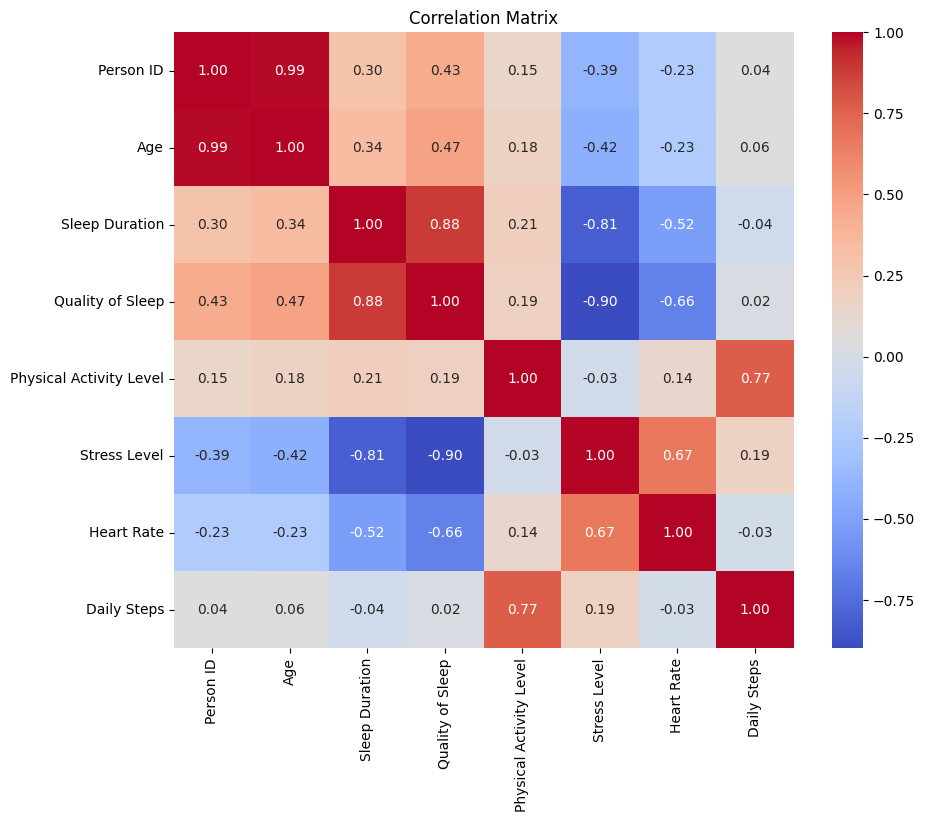 Correlation Matrix
Person ID 1.00 0.99 0.30 0.43 0.15 -0.39 -0.23 0.04
Age 0.99 1.00 0.34 0.47 0.18 -0.42 -0.23 0.06
Sleep Duration 0.30 0.34 1.00 0.88 0.21 -0.81 -0.52 -0.04
Quality of Sleep 0.43 0.47 0.88 1.00 0.19 -0.90 -0.66 0.02
Physical Activity Level 0.15 0.18 0.21 0.19 1.00 -0.03 0.14 0.77
Stress Level -0.39 -0.42 -0.81 -0.90 -0.03 1.00 0.67 0.19
Heart Rate -0.23 -0.23 -0.52 -0.66 0.14 0.67 1.00 -0.03
Daily Steps 0.04 0.06 -0.04 0.02 0.77 0.19 -0.03 1.00
Person ID
Age
Sleep Duration
Quality of Sleep
Physical Activity Level
Stress Level
Heart Rate
Daily Steps
1.00
0.75
0.50
0.25
0.00
−0.25
−0.50
−0.75